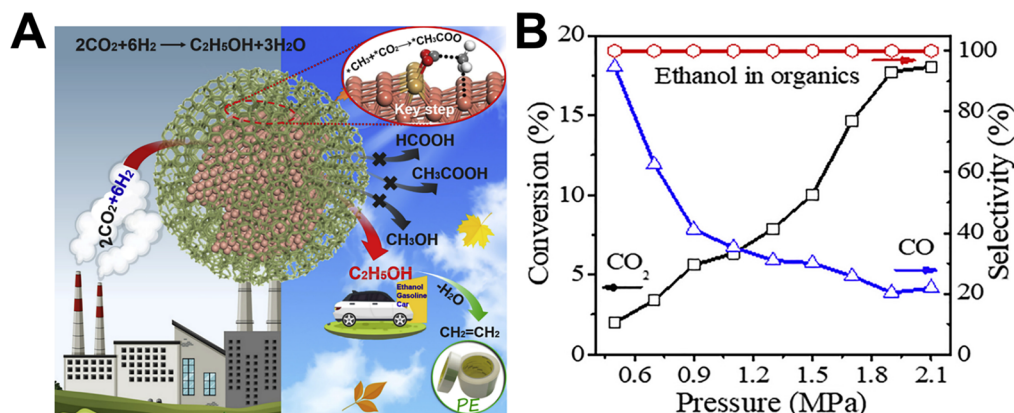 A
2CO₂+6H₂ → C₂H₅OH+3H₂O
*CH₃+*CO₂→*CH₃COO
Key step
2CO₂+6H₂
HCOOH
CH₃COOH
CH₃OH
C₂H₅OH
-H₂O
Ethanol
Gasoline
Car
CH₂=CH₂
PE
B
Conversion (%)
20
15
10
5
0
Ethanol in organics
CO₂
CO
100
80
60
40
20
0
Selectivity (%)
0.6 0.9 1.2 1.5 1.8 2.1
Pressure (MPa)